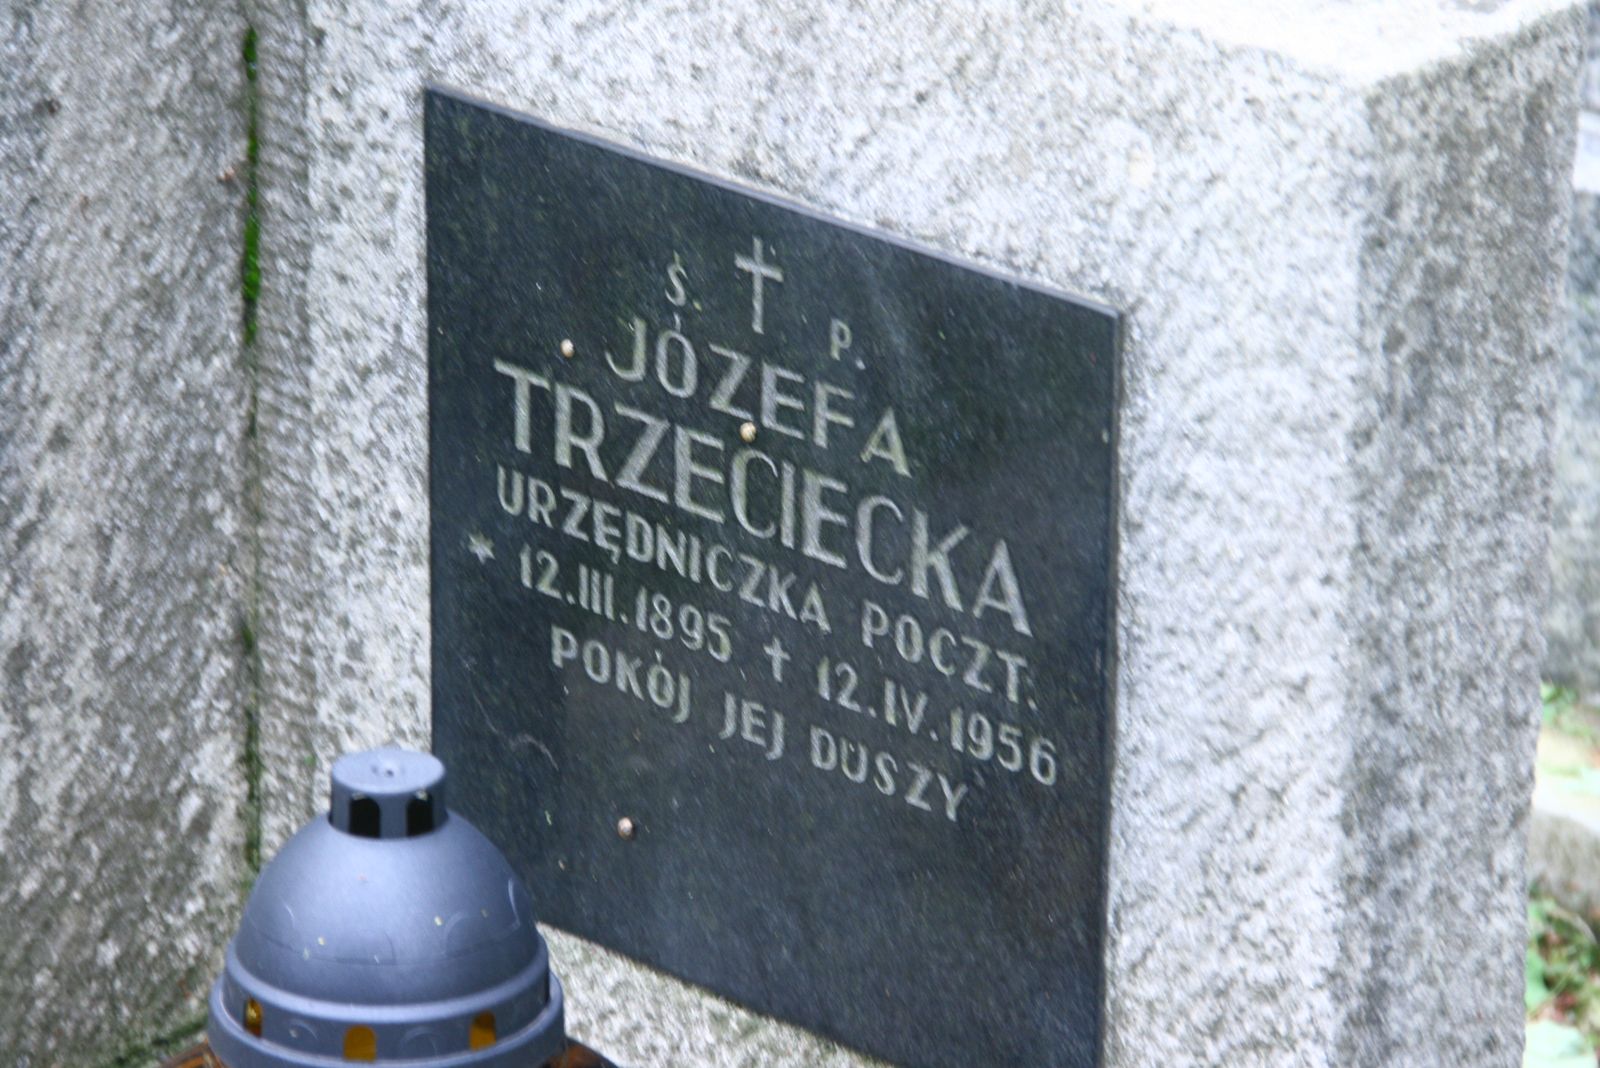 Ś. † P.
JÓZEFA
TRZECIECKA
URZĘDNICZKA POCZT.
* 12.III.1895 † 12.IV.1956
POKÓJ JEJ DUSZY